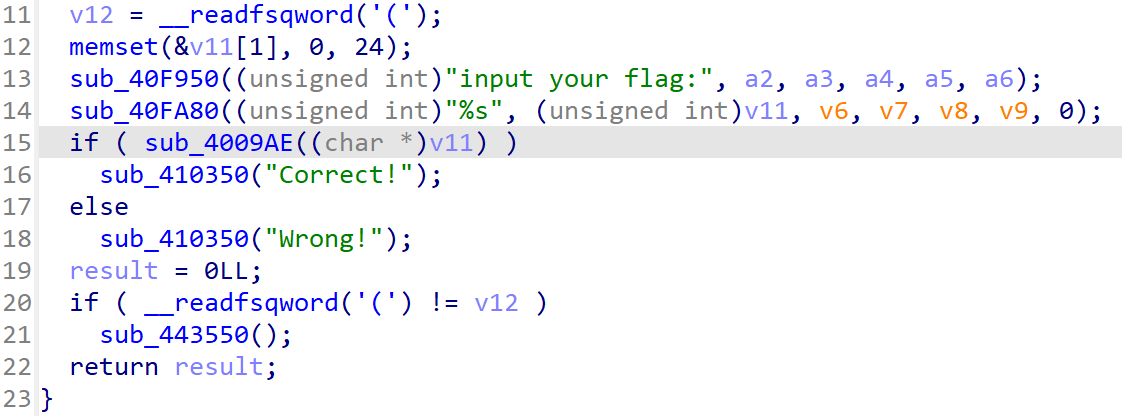 11 v12 = __readfsqword('(');
12 memset(&v11[1], 0, 24);
13 sub_40F950((unsigned int)"input your flag:", a2, a3, a4, a5, a6);
14 sub_40FA80((unsigned int)"%s", (unsigned int)v11, v6, v7, v8, v9, 0);
15 if ( sub_4009AE((char *)v11) )
16 sub_410350("Correct!");
17 else
18 sub_410350("Wrong!");
19 result = 0LL;
20 if ( __readfsqword('(') != v12 )
21 sub_443550();
22 return result;
23 }